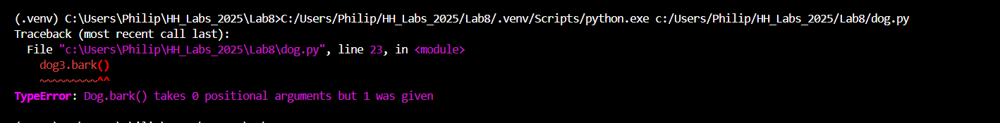 (.venv) C:\Users\Philip\HH_Labs_2025\Lab8>C:/Users/Philip/HH_Labs_2025/Lab8/.venv/Scripts/python.exe c:/Users/Philip/HH_Labs_2025/Lab8/dog.py
Traceback (most recent call last):
  File "c:\Users\Philip\HH_Labs_2025\Lab8\dog.py", line 23, in <module>
    dog3.bark()
    ~~~~~~~~~^^
TypeError: Dog.bark() takes 0 positional arguments but 1 was given